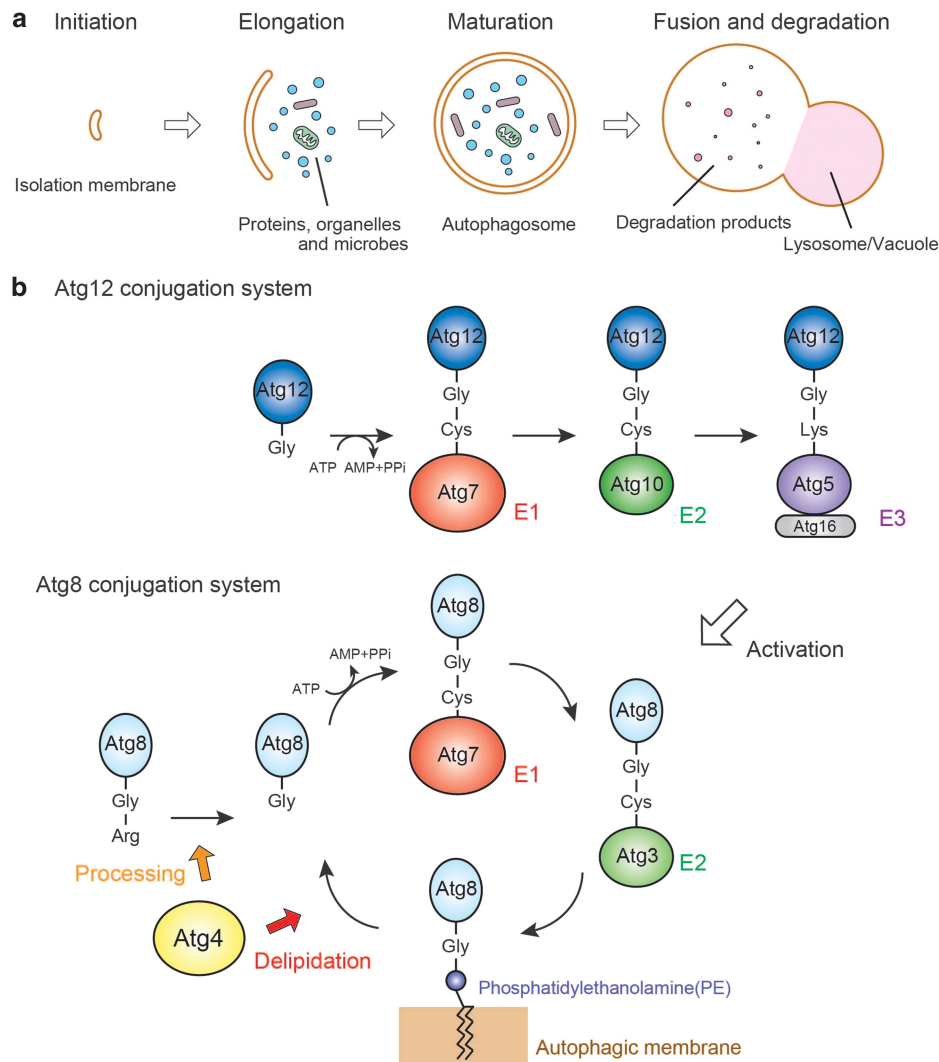 a
Initiation
Elongation
Maturation
Fusion and degradation
Isolation membrane
Proteins, organelles
and microbes
Autophagosome
Degradation products
Lysosome/Vacuole
b
Atg12 conjugation system
Atg12
Gly
ATP
AMP+PPi
Atg12
Gly
Cys
Atg7
E1
Atg12
Gly
Cys
Atg10
E2
Atg12
Gly
Lys
Atg5
Atg16
E3
Atg8 conjugation system
Activation
Atg8
Gly
Arg
Processing
Atg4
Delipidation
Atg8
Gly
ATP
AMP+PPi
Atg8
Gly
Cys
Atg7
E1
Atg8
Gly
Cys
Atg3
E2
Atg8
Gly
Phosphatidylethanolamine(PE)
Autophagic membrane